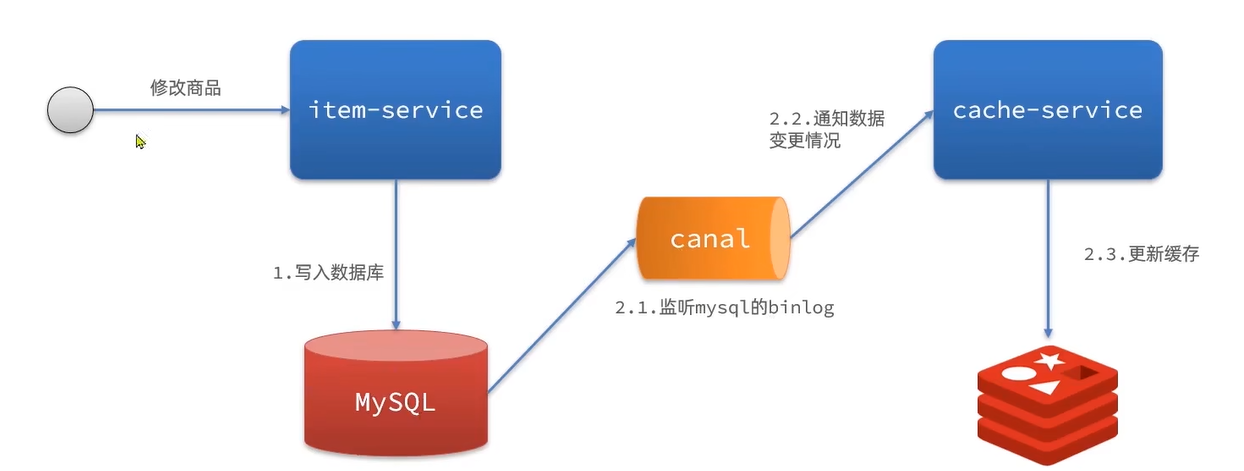 修改商品
item-service
2.2.通知数据
变更情况
cache-service
canal
1.写入数据库
2.3.更新缓存
2.1.监听mysql的binlog
MySQL